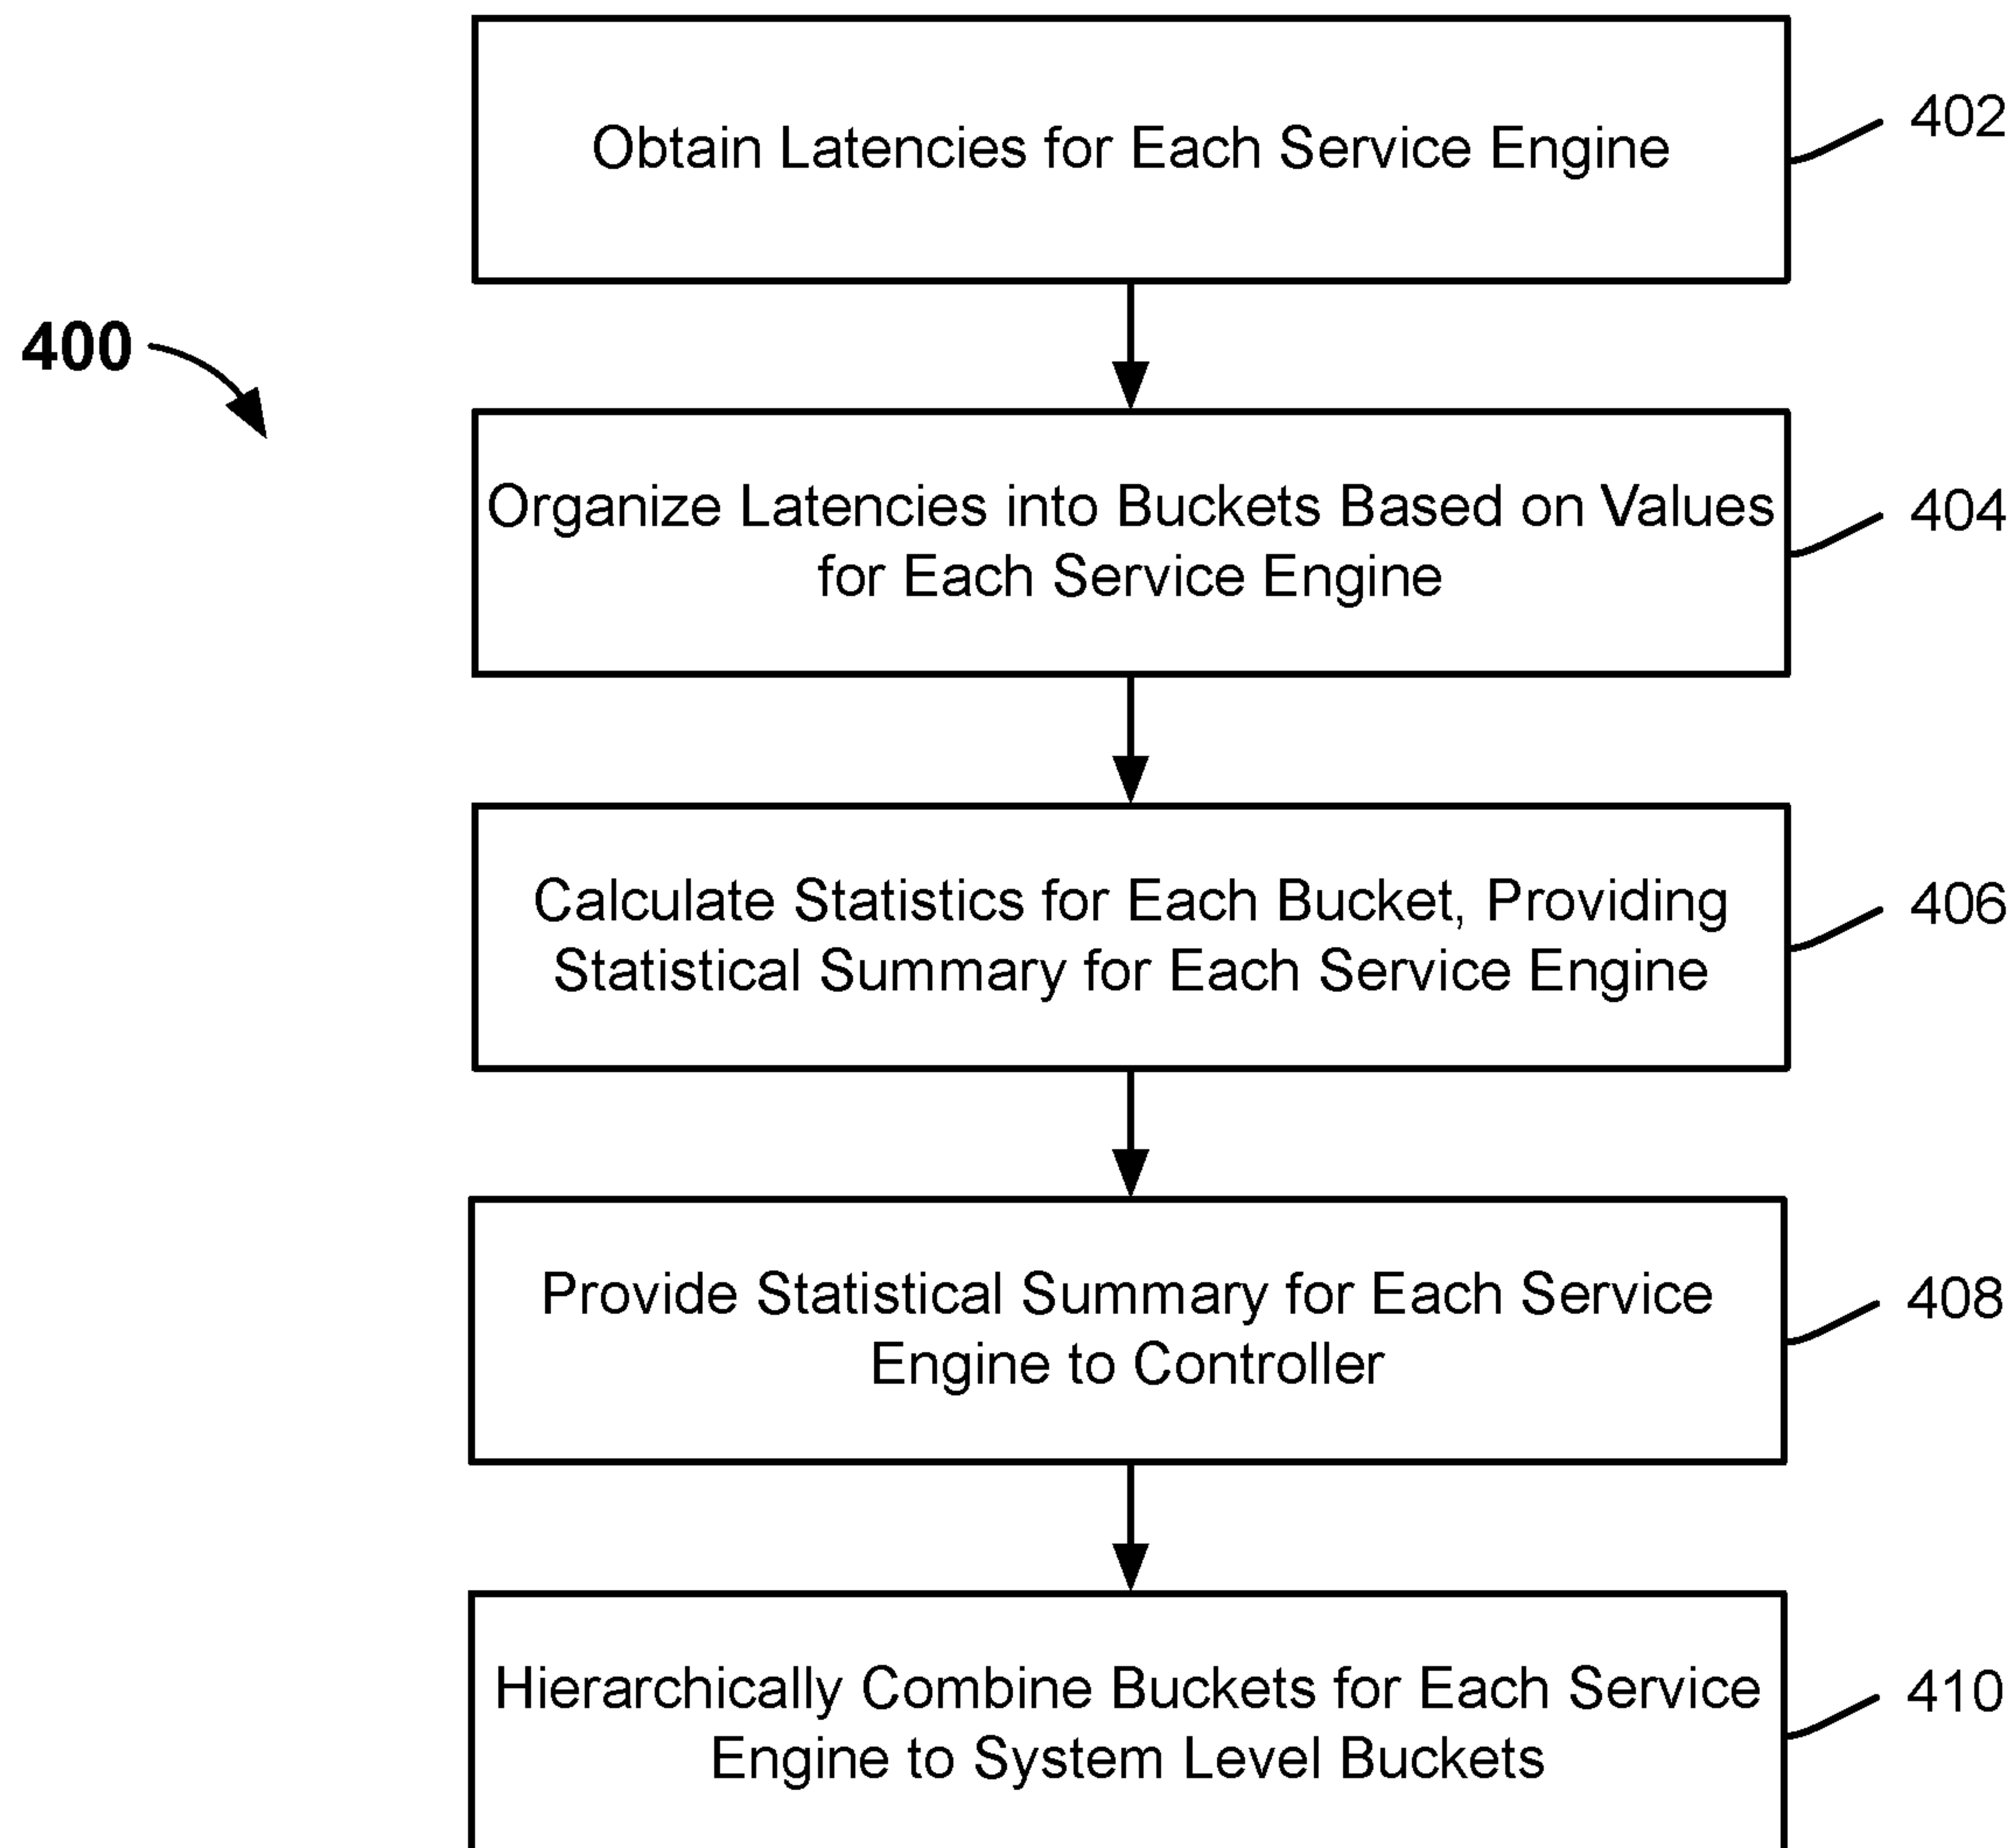 Obtain Latencies for Each Service Engine
402
400
Organize Latencies into Buckets Based on Values
for Each Service Engine
404
Calculate Statistics for Each Bucket, Providing
Statistical Summary for Each Service Engine
406
Provide Statistical Summary for Each Service
Engine to Controller
408
Hierarchically Combine Buckets for Each Service
Engine to System Level Buckets
410